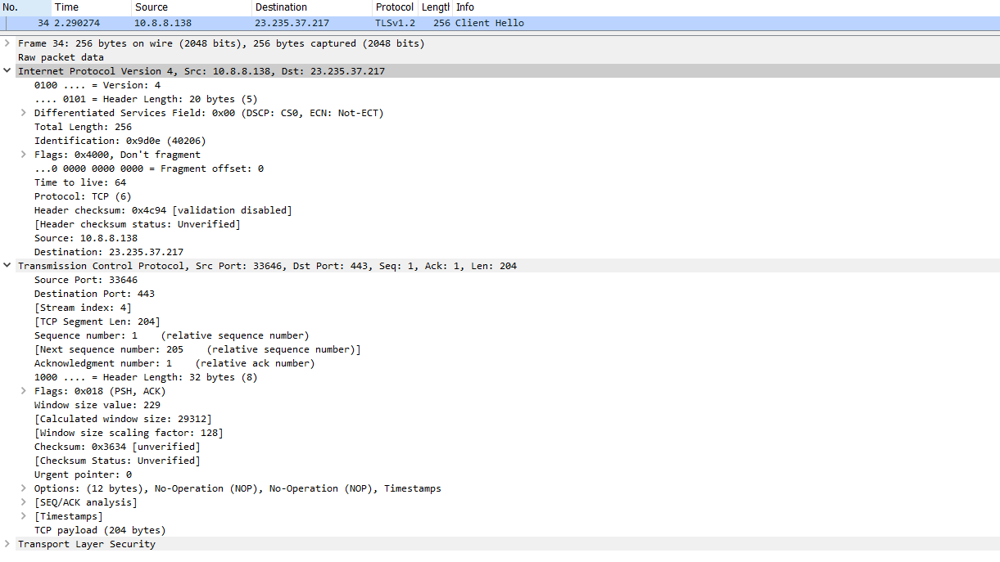 No. Time Source Destination Protocol Lengtl Info
34 2.290274 10.8.8.138 23.235.37.217 TLSv1.2 256 Client Hello
Frame 34: 256 bytes on wire (2048 bits), 256 bytes captured (2048 bits)
Raw packet data
Internet Protocol Version 4, Src: 10.8.8.138, Dst: 23.235.37.217
0100 .... = Version: 4
.... 0101 = Header Length: 20 bytes (5)
Differentiated Services Field: 0x00 (DSCP: CS0, ECN: Not-ECT)
Total Length: 256
Identification: 0x9d0e (40206)
Flags: 0x4000, Don't fragment
...0 0000 0000 0000 = Fragment offset: 0
Time to live: 64
Protocol: TCP (6)
Header checksum: 0x4c94 [validation disabled]
[Header checksum status: Unverified]
Source: 10.8.8.138
Destination: 23.235.37.217
Transmission Control Protocol, Src Port: 33646, Dst Port: 443, Seq: 1, Ack: 1, Len: 204
Source Port: 33646
Destination Port: 443
[Stream index: 4]
[TCP Segment Len: 204]
Sequence number: 1 (relative sequence number)
[Next sequence number: 205 (relative sequence number)]
Acknowledgment number: 1 (relative ack number)
1000 .... = Header Length: 32 bytes (8)
Flags: 0x018 (PSH, ACK)
Window size value: 229
[Calculated window size: 29312]
[Window size scaling factor: 128]
Checksum: 0x3634 [unverified]
[Checksum Status: Unverified]
Urgent pointer: 0
Options: (12 bytes), No-Operation (NOP), No-Operation (NOP), Timestamps
[SEQ/ACK analysis]
[Timestamps]
TCP payload (204 bytes)
Transport Layer Security